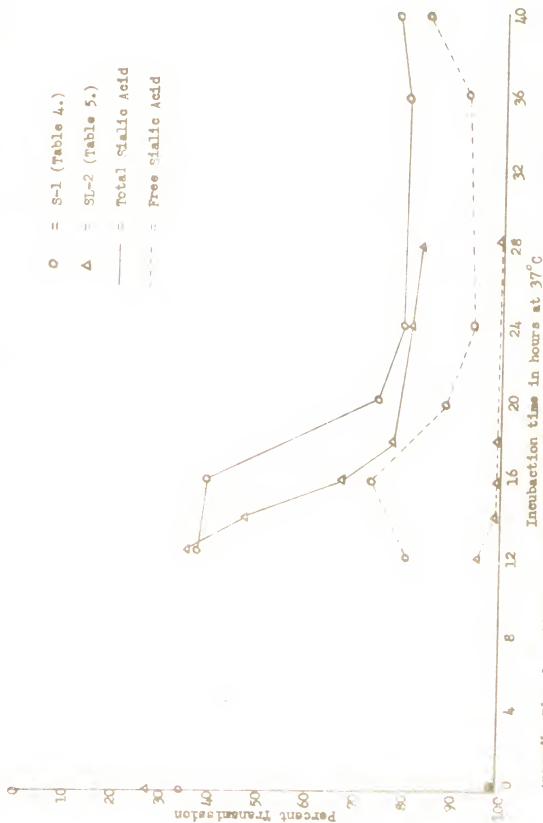 o = S-1 (Table 4.)
Δ = SL-2 (Table 5.)
—— = Total Sialic Acid
---- = Free Sialic Acid
Percent Transmission
0
10
20
30
40
50
60
70
80
90
100
0 4 8 12 16 20 24 28 32 36 40
Incubaction time in hours at 37°C